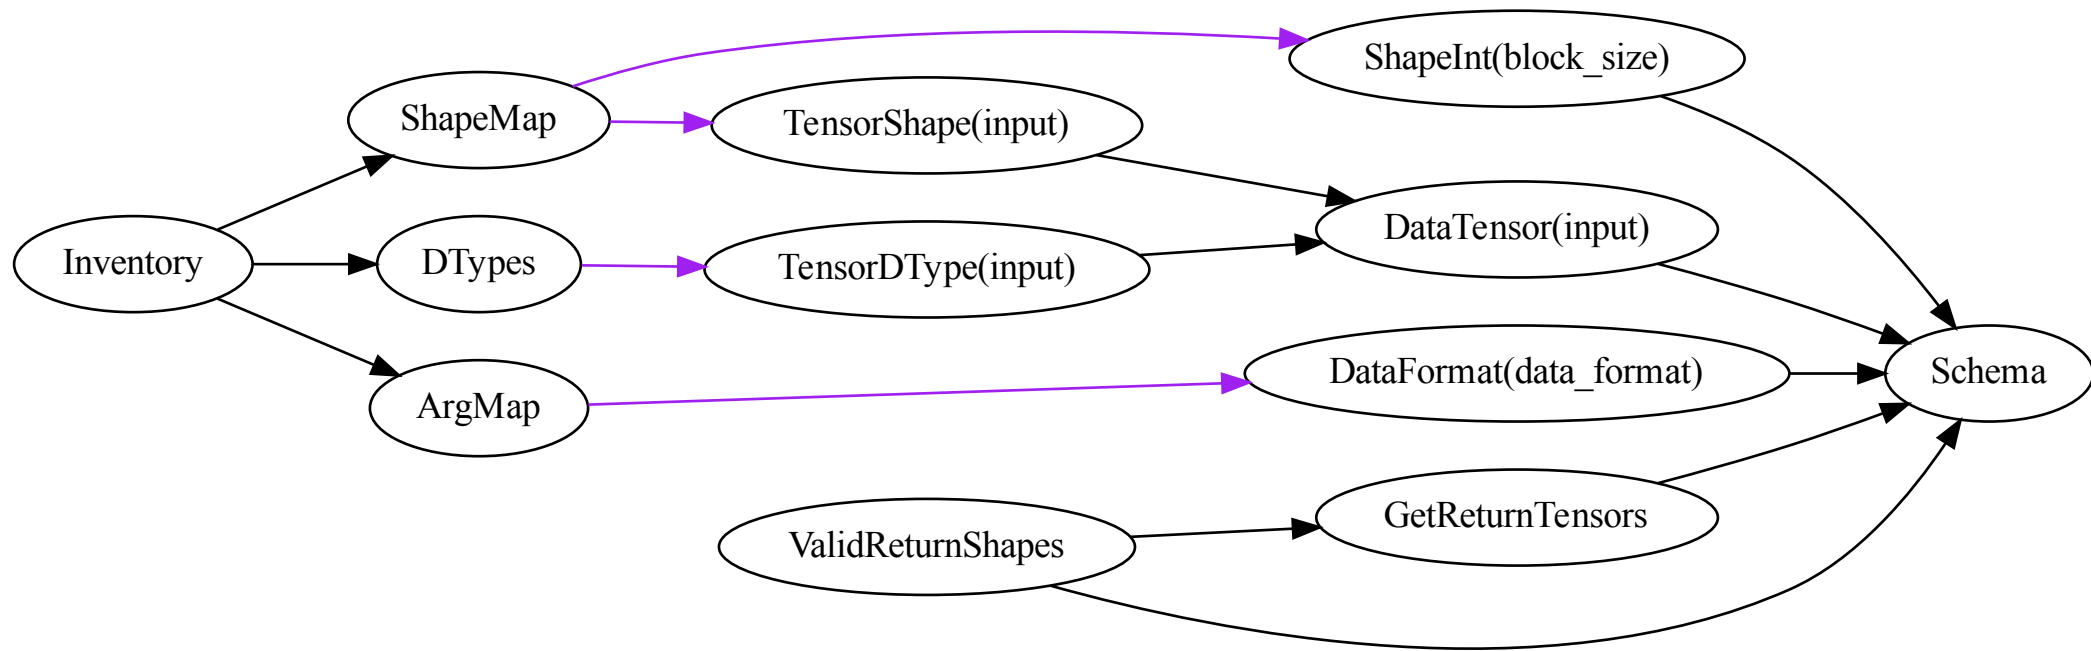 ShapeInt(block_size)
ShapeMap
TensorShape(input)
DataTensor(input)
Inventory
DTypes
TensorDType(input)
DataFormat(data_format)
Schema
ArgMap
GetReturnTensors
ValidReturnShapes